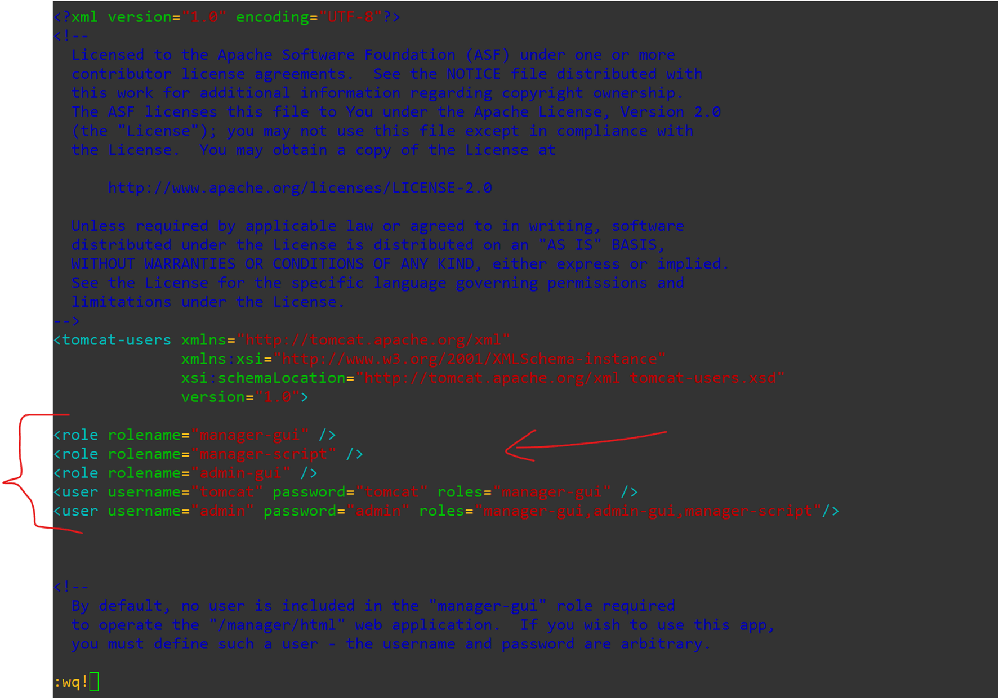 <?xml version="1.0" encoding="UTF-8"?>
<!--
  Licensed to the Apache Software Foundation (ASF) under one or more
  contributor license agreements.  See the NOTICE file distributed with
  this work for additional information regarding copyright ownership.
  The ASF licenses this file to You under the Apache License, Version 2.0
  (the "License"); you may not use this file except in compliance with
  the License.  You may obtain a copy of the License at

      http://www.apache.org/licenses/LICENSE-2.0

  Unless required by applicable law or agreed to in writing, software
  distributed under the License is distributed on an "AS IS" BASIS,
  WITHOUT WARRANTIES OR CONDITIONS OF ANY KIND, either express or implied.
  See the License for the specific language governing permissions and
  limitations under the License.
-->
<tomcat-users xmlns="http://tomcat.apache.org/xml"
              xmlns:xsi="http://www.w3.org/2001/XMLSchema-instance"
              xsi:schemaLocation="http://tomcat.apache.org/xml tomcat-users.xsd"
              version="1.0">

<role rolename="manager-gui" />
<role rolename="manager-script" />
<role rolename="admin-gui" />
<user username="tomcat" password="tomcat" roles="manager-gui" />
<user username="admin" password="admin" roles="manager-gui,admin-gui,manager-script"/>

<!--
  By default, no user is included in the "manager-gui" role required
  to operate the "/manager/html" web application.  If you wish to use this app,
  you must define such a user - the username and password are arbitrary.

:wq!